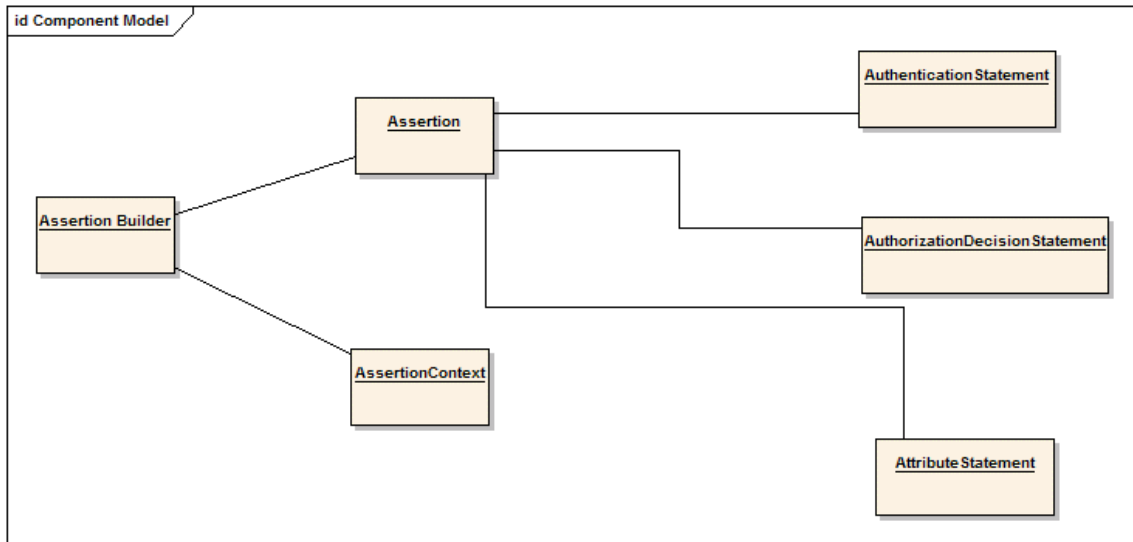 id Component Model
AuthenticationStatement
Assertion
Assertion Builder
AuthorizationDecisionStatement
AssertionContext
AttributeStatement